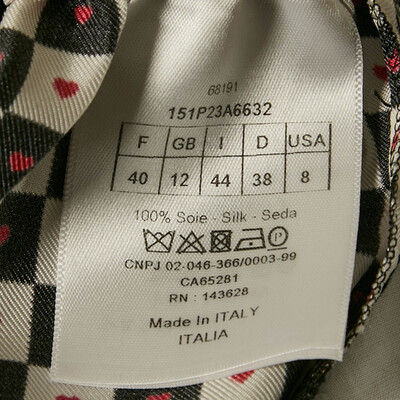 68191
151P23A6632
F GB I D USA
40 12 44 38 8
100% Soie - Silk - Seda
P
CNPJ 02-046-366/0003-99
CA65281
RN : 143628
Made In ITALY
ITALIA